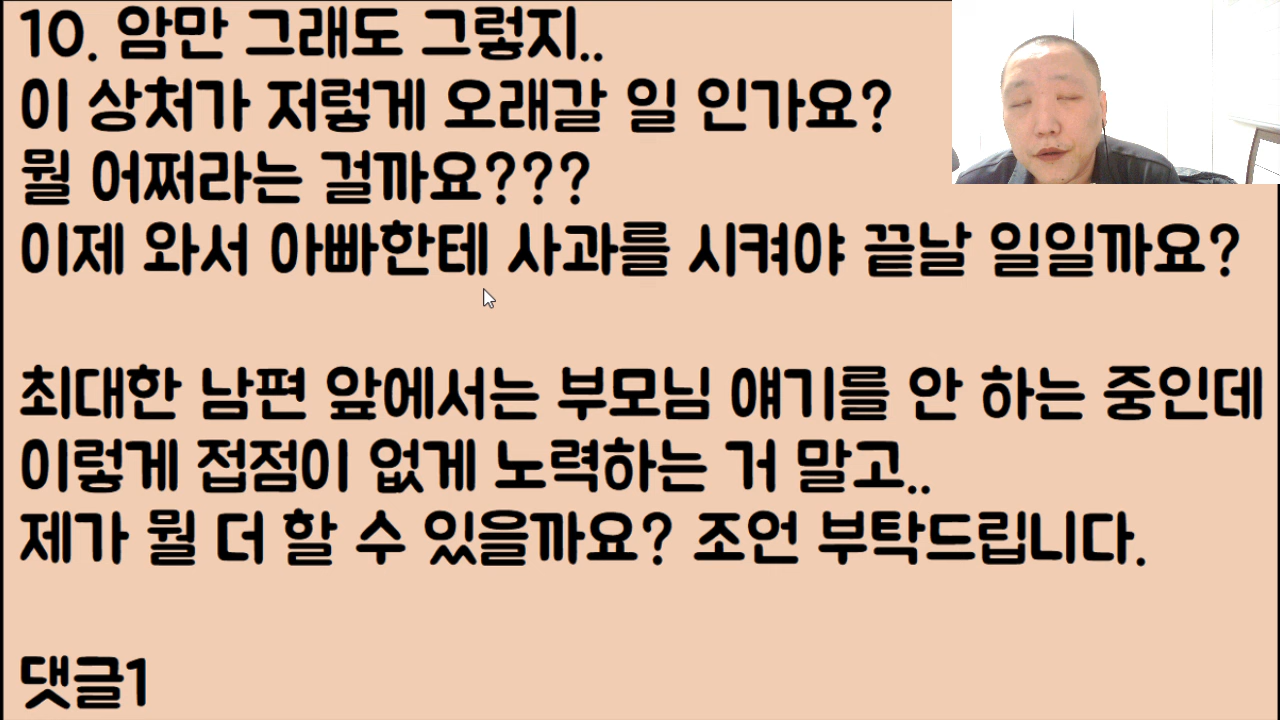 10. 암만 그래도 그렇지..
이 상처가 저렇게 오래갈 일 인가요?
뭘 어쩌라는 걸까요???
이제 와서 아빠한테 사과를 시켜야 끝날 일일까요?
최대한 남편 앞에서는 부모님 얘기를 안 하는 중인데
이렇게 접점이 없게 노력하는 거 말고..
제가 뭘 더 할 수 있을까요? 조언 부탁드립니다.
댓글1